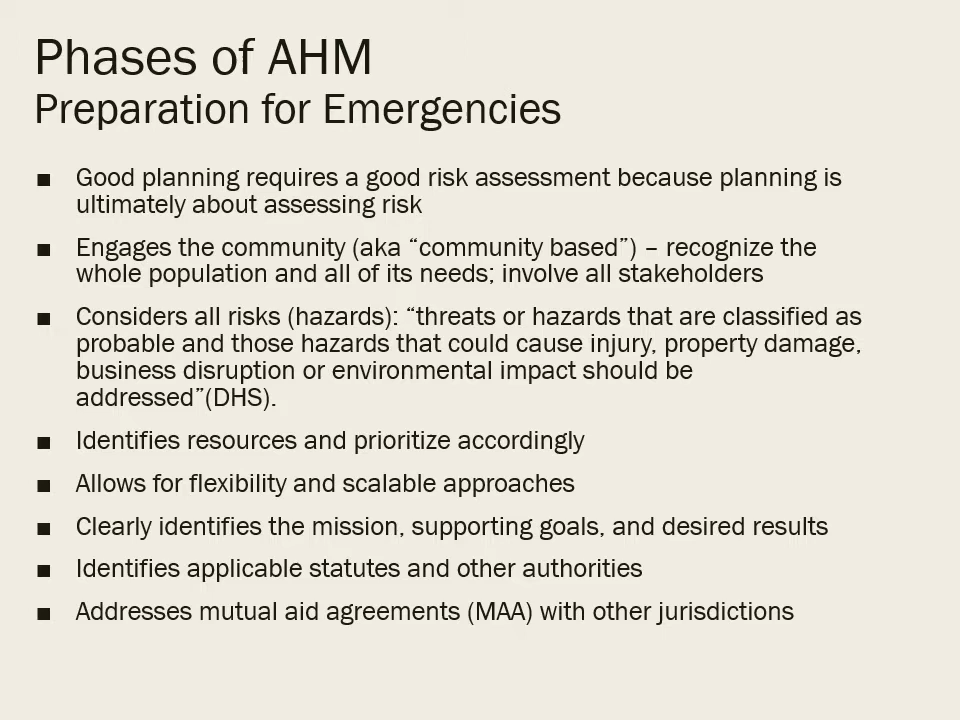 Phases of AHM
Preparation for Emergencies
■ Good planning requires a good risk assessment because planning is
ultimately about assessing risk
■ Engages the community (aka “community based”) – recognize the
whole population and all of its needs; involve all stakeholders
■ Considers all risks (hazards): “threats or hazards that are classified as
probable and those hazards that could cause injury, property damage,
business disruption or environmental impact should be
addressed”(DHS).
■ Identifies resources and prioritize accordingly
■ Allows for flexibility and scalable approaches
■ Clearly identifies the mission, supporting goals, and desired results
■ Identifies applicable statutes and other authorities
■ Addresses mutual aid agreements (MAA) with other jurisdictions